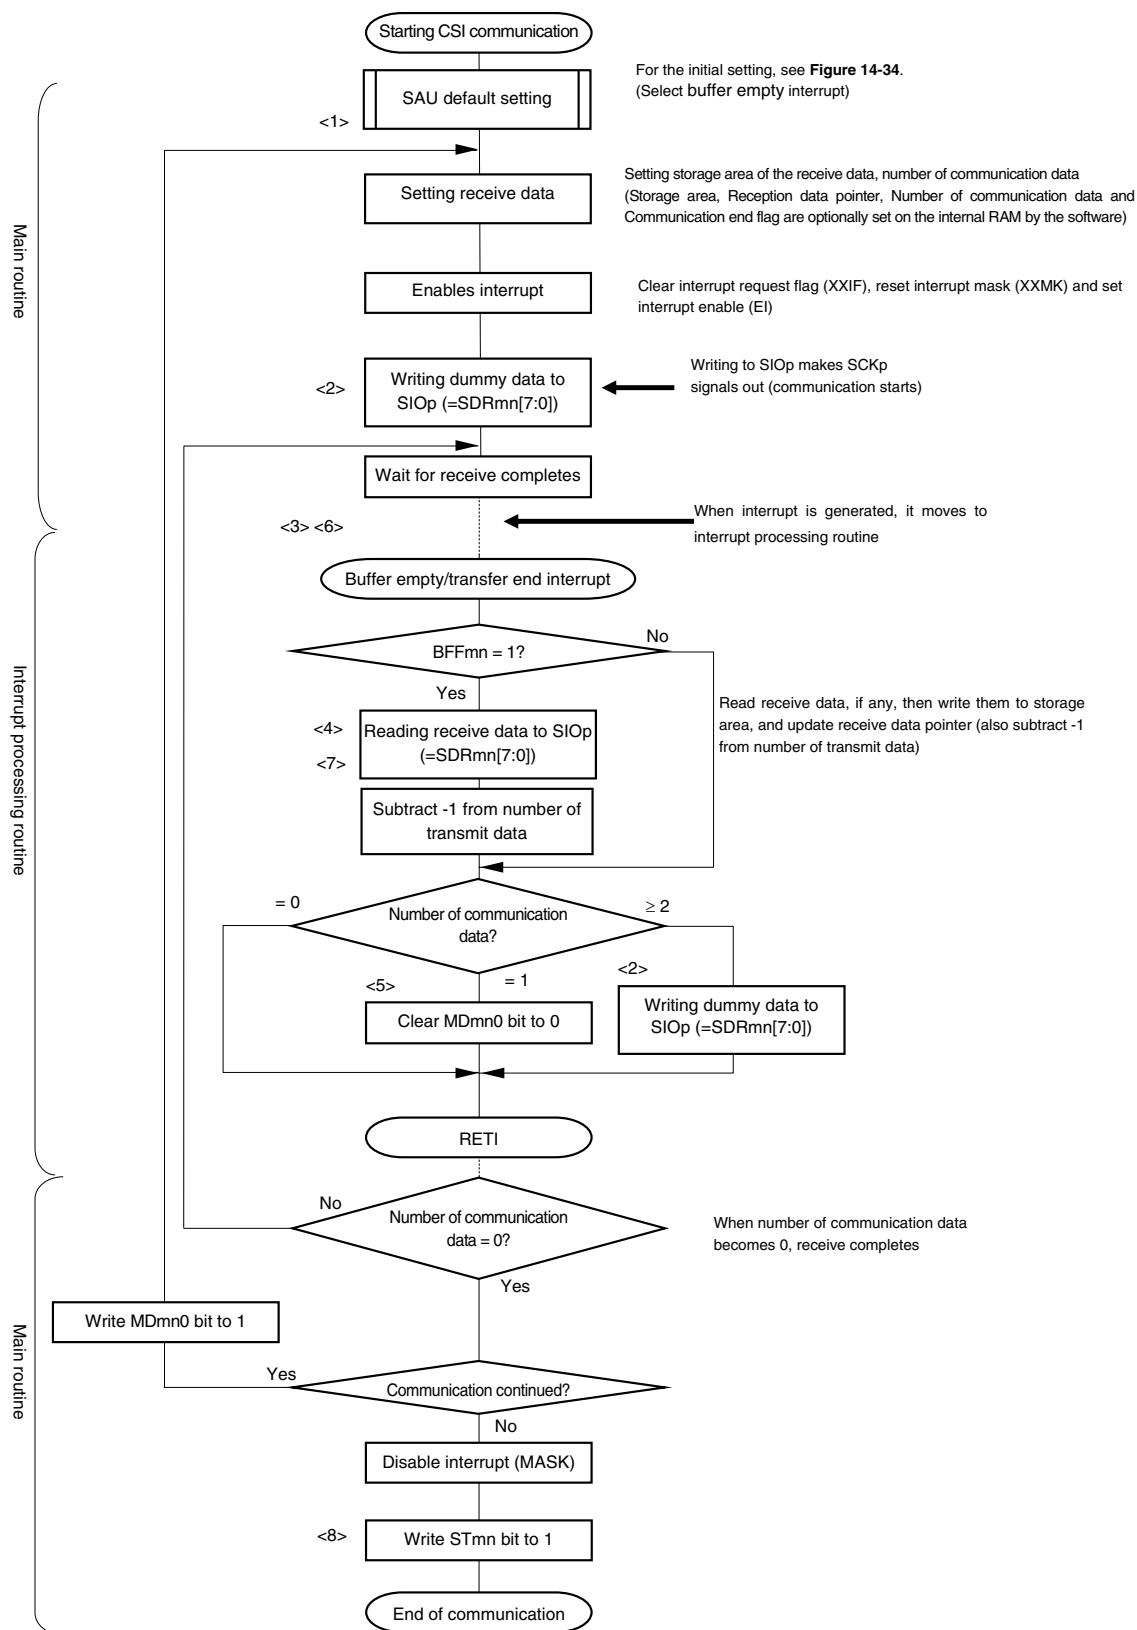 Starting CSI communication
For the initial setting, see Figure 14-34.
(Select buffer empty interrupt)
SAU default setting
<1>
Setting storage area of the receive data, number of communication data
(Storage area, Reception data pointer, Number of communication data and
Communication end flag are optionally set on the internal RAM by the software)
Setting receive data
Main routine
Enables interrupt
Clear interrupt request flag (XXIF), reset interrupt mask (XXMK) and set
interrupt enable (EI)
<2>
Writing dummy data to
SIOp (=SDRmn[7:0])
Writing to SIOp makes SCKp
signals out (communication starts)
Wait for receive completes
<3> <6>
When interrupt is generated, it moves to
interrupt processing routine
Buffer empty/transfer end interrupt
BFFmn = 1?
No
Yes
Interrupt processing routine
<4>
<7>
Reading receive data to SIOp
(=SDRmn[7:0])
Read receive data, if any, then write them to storage
area, and update receive data pointer (also subtract -1
from number of transmit data)
Subtract -1 from number of
transmit data
= 0
Number of communication
data?
≥ 2
= 1
<5>
Clear MDmn0 bit to 0
<2>
Writing dummy data to
SIOp (=SDRmn[7:0])
RETI
No
Number of communication
data = 0?
When number of communication data
becomes 0, receive completes
Yes
Write MDmn0 bit to 1
Main routine
Yes
Communication continued?
No
Disable interrupt (MASK)
<8>
Write STmn bit to 1
End of communication